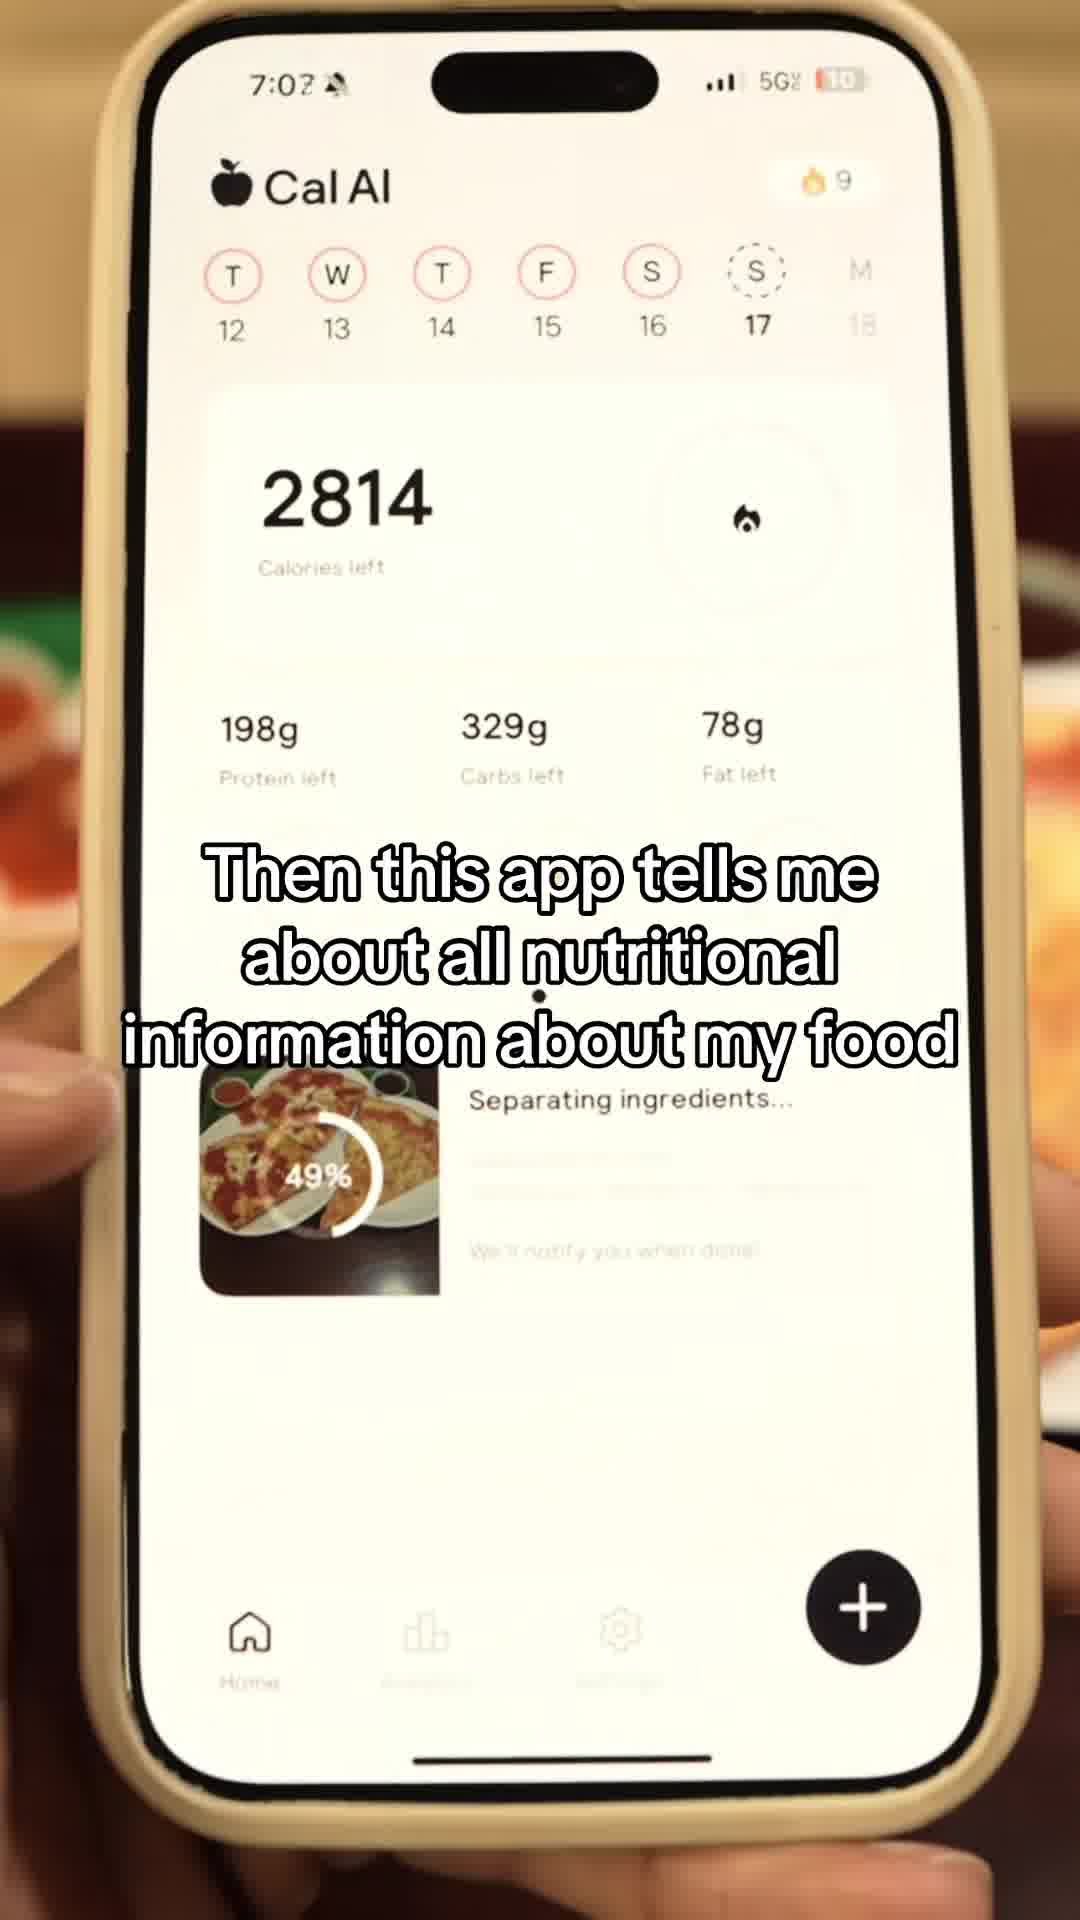 7:02
5G
10
Cal AI
9
T W T F S S M
12 13 14 15 16 17 18
2814
Calories left
198g 329g 78g
Protein left Carbs left Fat left
Then this app tells me
about all nutritional
information about my food
49%
Separating ingredients...
We'll notify you when done!
Home